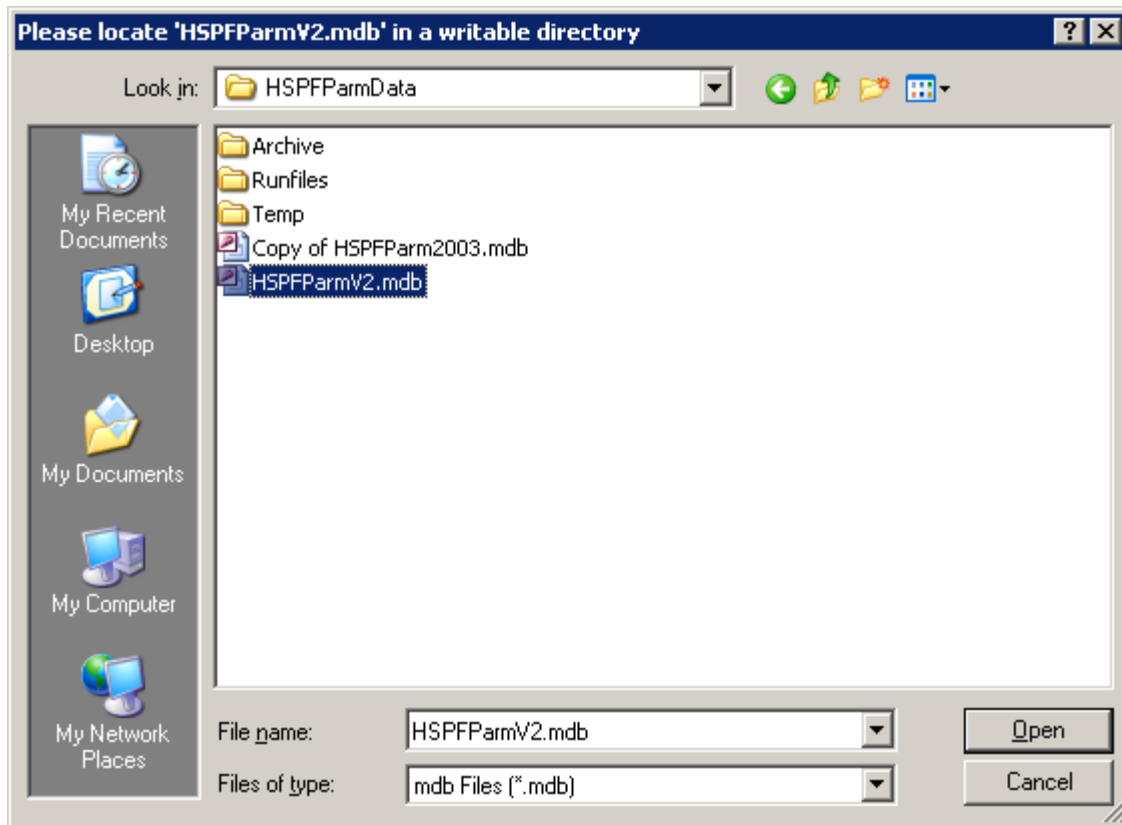 Please locate 'HSPFParmV2.mdb' in a writable directory
Look in:
HSPFParmData
Archive
Runfiles
Temp
Copy of HSPFParm2003.mdb
HSPFParmV2.mdb
My Recent
Documents
Desktop
My Documents
My Computer
My Network
Places
File name:
HSPFParmV2.mdb
Open
Files of type:
mdb Files (*.mdb)
Cancel